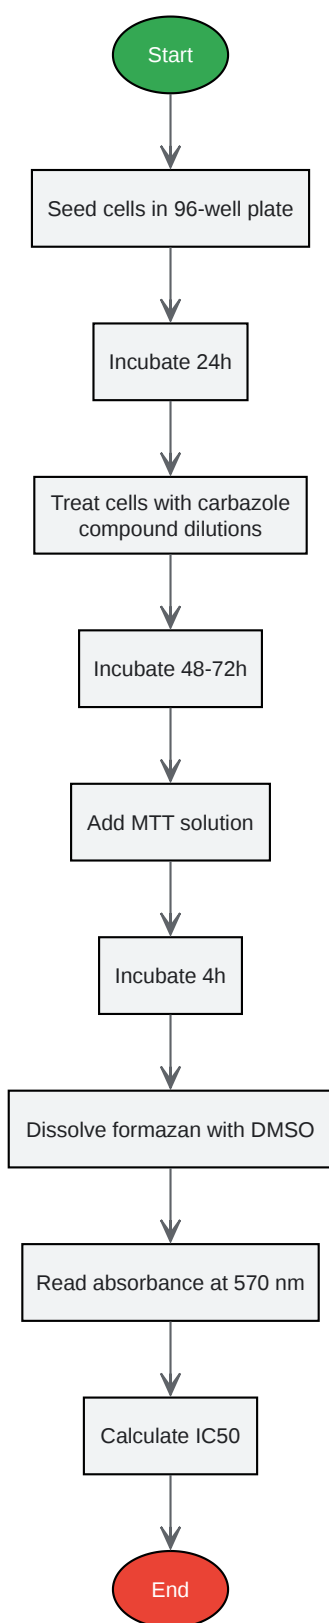 Start
Seed cells in 96-well plate
Incubate 24h
Treat cells with carbazole
compound dilutions
Incubate 48-72h
Add MTT solution
Incubate 4h
Dissolve formazan with DMSO
Read absorbance at 570 nm
Calculate IC50
End